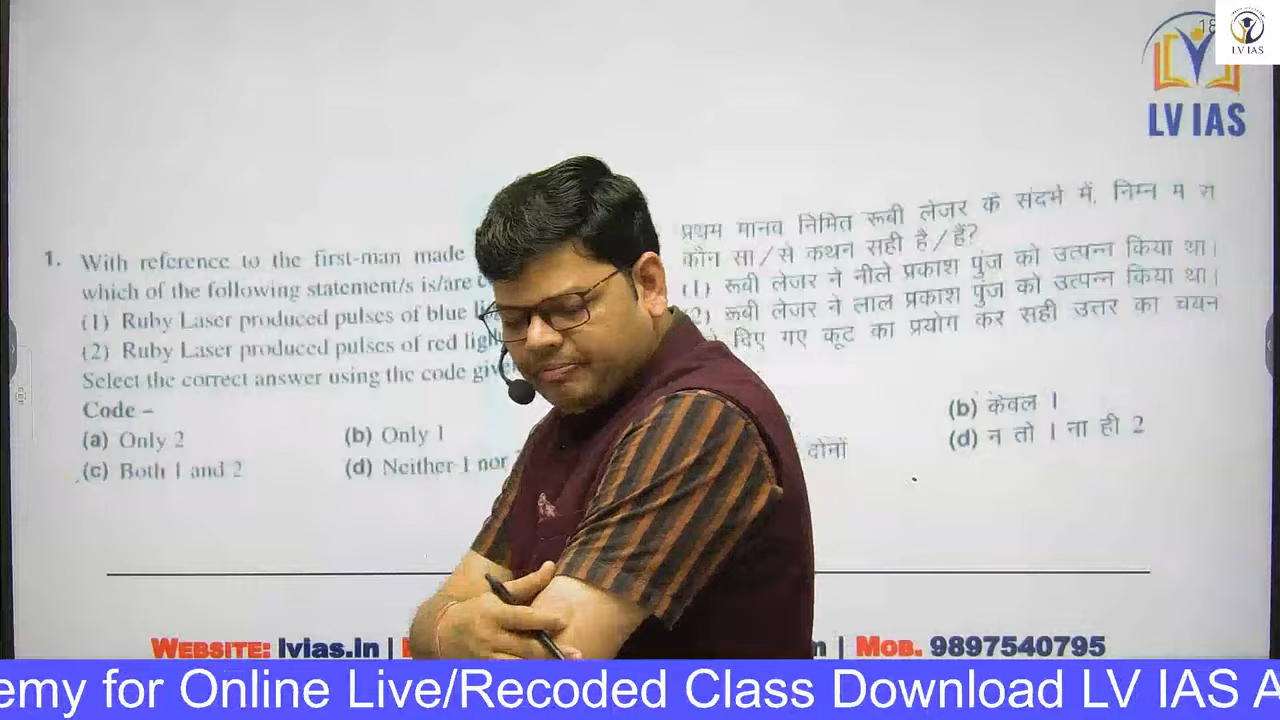 18
LV IAS
LV IAS
1. With reference to the first-man made
which of the following statement/s is/are
(1) Ruby Laser produced pulses of blue
(2) Ruby Laser produced pulses of red
Select the correct answer using the code
Code –
(a) Only 2 (b) Only 1
(c) Both 1 and 2 (d) Neither 1 nor
प्रथम मानव निमित रूबी लेजर के संदर्भ में, निम्न में से
कौन सा/से कथन सही है/हैं?
(1) रूबी लेजर ने नीले प्रकाश पुंज को उत्पन्न किया था।
(2) रूबी लेजर ने लाल प्रकाश पुंज को उत्पन्न किया था।
दिए गए कूट का प्रयोग कर सही उत्तर का चयन
(b) केवल 1
दोनों (d) न तो 1 ना ही 2
WEBSITE: lvias.in | MOB. 9897540795
emy for Online Live/Recoded Class Download LV IAS A